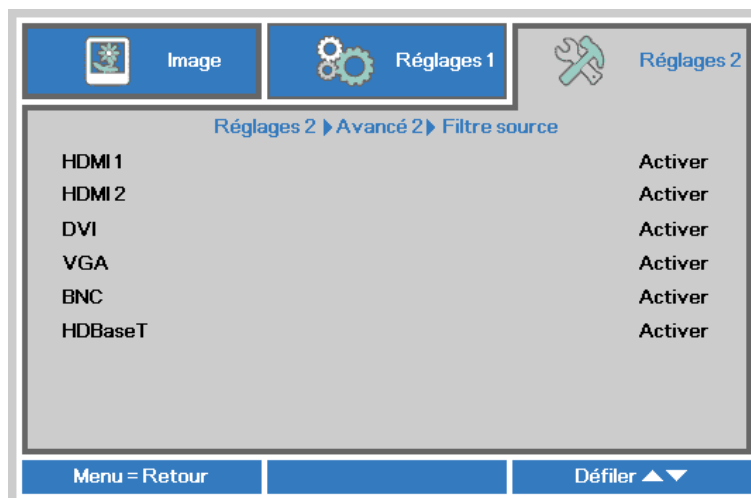 Image
Réglages 1
Réglages 2
Réglages 2 ▶ Avancé 2 ▶ Filtre source
HDMI 1 Activer
HDMI 2 Activer
DVI Activer
VGA Activer
BNC Activer
HDBaseT Activer
Menu = Retour
Défiler ▲▼